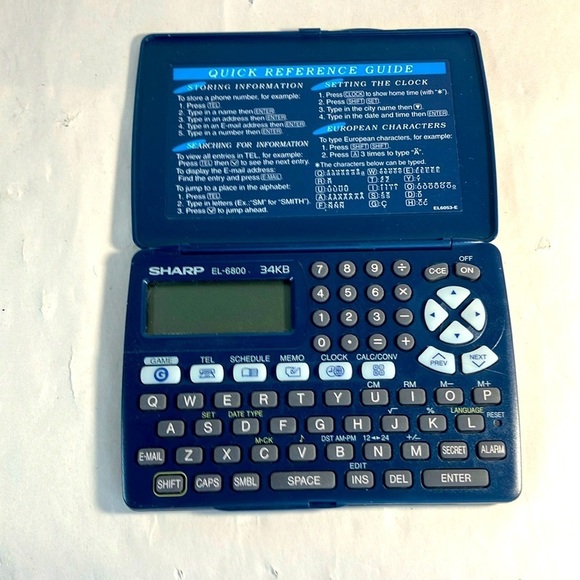 QUICK REFERENCE GUIDE
STORING INFORMATION
To store a phone number, for example:
1. Press TEL
2. Type in a name then ENTER.
3. Type in an address then ENTER.
4. Type in an E-mail address then ENTER.
5. Type in a number then ENTER.
SEARCHING FOR INFORMATION
To view all entries in TEL, for example:
Press TEL then to see the next entry.
To display the E-mail address:
Find the entry and press E-MAIL.
To jump to a place in the alphabet:
1. Press TEL
2. Type in letters (Ex.:"SM" for "SMITH").
3. Press to jump ahead.
SETTING THE CLOCK
1. Press CLOCK to show home time (with "✱").
2. Press SHIFT SET.
3. Type in the city name then ▼.
4. Type in the date and time then ENTER.
EUROPEAN CHARACTERS
To type European characters, for example:
1. Press SHIFT SHIFT
2. Press A 3 times to type "Ä".
✱The characters below can be typed.
EL6053-E
SHARP EL-6800 34KB
7 8 9 ÷
4 5 6 ×
1 2 3 −
0 · = +
OFF
C·CE ON
PREV NEXT
GAME TEL SCHEDULE MEMO CLOCK CALC/CONV
G
CM RM M− M+
Q W E R T Y U I O P
SET DATE TYPE √ % LANGUAGE RESET
A S D F G H J K L
M-CK ♪ DST AM-PM 12↔24 +/−
E-MAIL Z X C V B N M SECRET ALARM
EDIT
SHIFT CAPS SMBL SPACE INS DEL ENTER